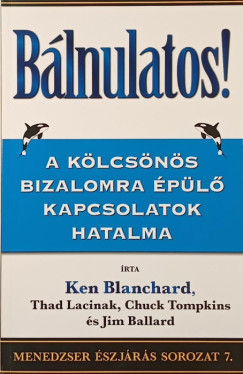 Bálnulatos!
A KÖLCSÖNÖS
BIZALOMRA ÉPÜLŐ
KAPCSOLATOK
HATALMA
ÍRTA
Ken Blanchard,
Thad Lacinak, Chuck Tompkins
és Jim Ballard
MENEDZSER ÉSZJÁRÁS SOROZAT 7.